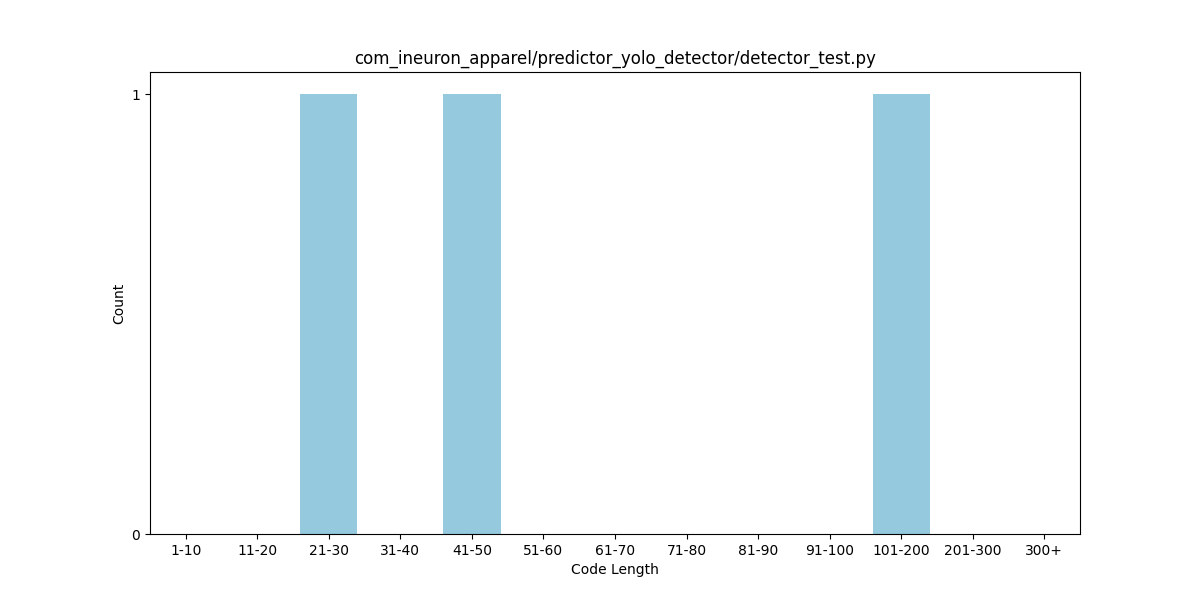 com_ineuron_apparel/predictor_yolo_detector/detector_test.py
Count
1
0
1-10 11-20 21-30 31-40 41-50 51-60 61-70 71-80 81-90 91-100 101-200 201-300 300+
Code Length